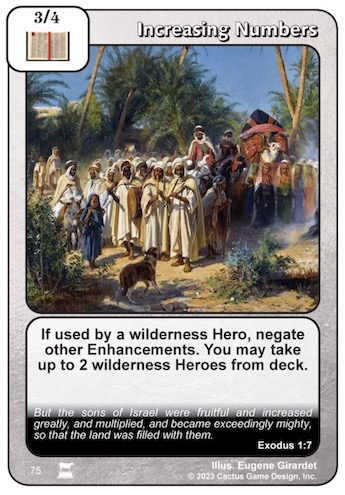 3/4
Increasing Numbers
If used by a wilderness Hero, negate
other Enhancements. You may take
up to 2 wilderness Heroes from deck.
But the sons of Israel were fruitful and increased
greatly, and multiplied, and became exceedingly mighty,
so that the land was filled with them.
Exodus 1:7
Illus. Eugene Girardet
75
© 2023 Cactus Game Design, Inc.